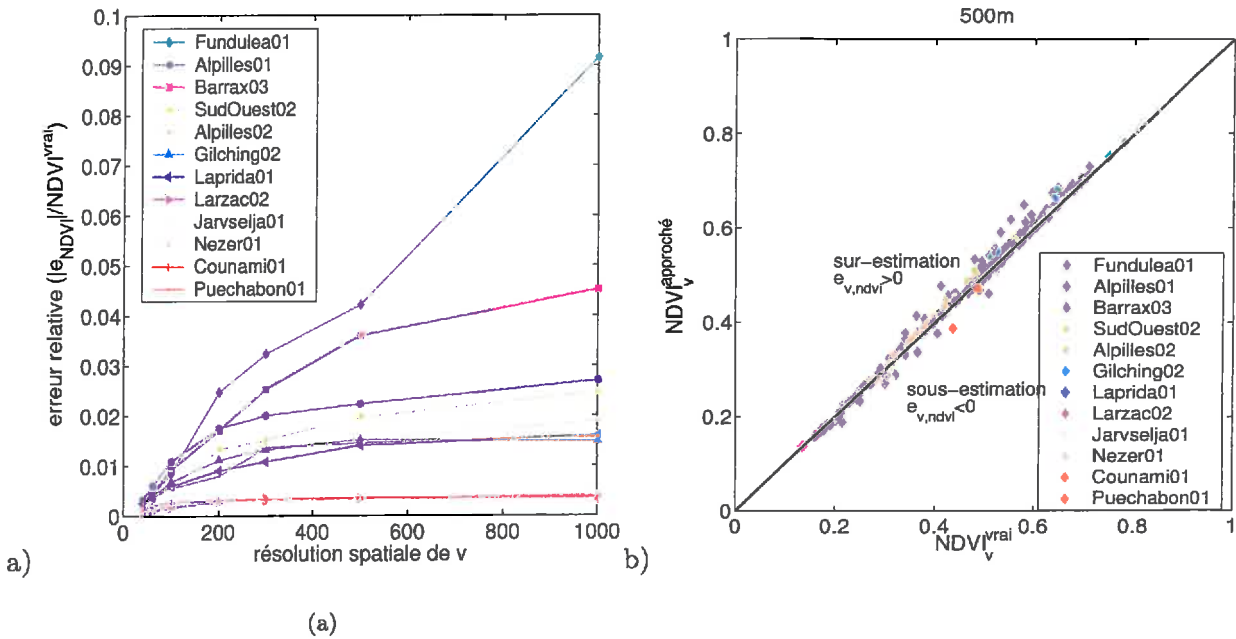 0.1
0.09
0.08
0.07
0.06
0.05
0.04
0.03
0.02
0.01
0
erreur relative (|e_NDVI|/NDVI^vrai)
Fundulea01
Alpilles01
Barrax03
SudOuest02
Alpilles02
Gilching02
Laprida01
Larzac02
Jarvselja01
Nezer01
Counami01
Puechabon01
0 200 400 600 800 1000
résolution spatiale de v
a)
(a)
500m
1
0.8
0.6
0.4
0.2
0
NDVI_v^approché
sur-estimation
e_v,ndvi>0
sous-estimation
e_v,ndvi<0
Fundulea01
Alpilles01
Barrax03
SudOuest02
Alpilles02
Gilching02
Laprida01
Larzac02
Jarvselja01
Nezer01
Counami01
Puechabon01
0 0.2 0.4 0.6 0.8 1
NDVI_v^vrai
b)